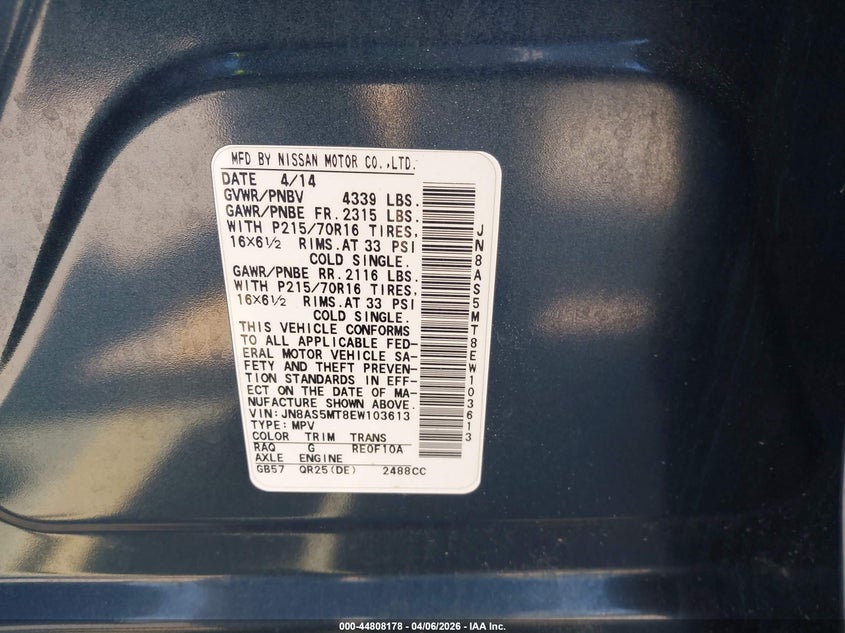 MFD BY NISSAN MOTOR CO.,LTD.
DATE 4/14
GVWR/PNBV 4339 LBS.
GAWR/PNBE FR.2315 LBS.
WITH P215/70R16 TIRES,
16X6½ RIMS.AT 33 PSI
COLD SINGLE.
GAWR/PNBE RR.2116 LBS.
WITH P215/70R16 TIRES,
16X6½ RIMS.AT 33 PSI
COLD SINGLE.
THIS VEHICLE CONFORMS
TO ALL APPLICABLE FED-
ERAL MOTOR VEHICLE SA-
FETY AND THEFT PREVEN-
TION STANDARDS IN EFF-
ECT ON THE DATE OF MA-
NUFACTURE SHOWN ABOVE.
VIN:JN8AS5MT8EW103613
TYPE:MPV
COLOR TRIM TRANS
RAQ G RE0F10A
AXLE ENGINE
GB57 QR25(DE) 2488CC
JN8AS5MT8EW103613
000-44808178 - 04/06/2026 - IAA Inc.